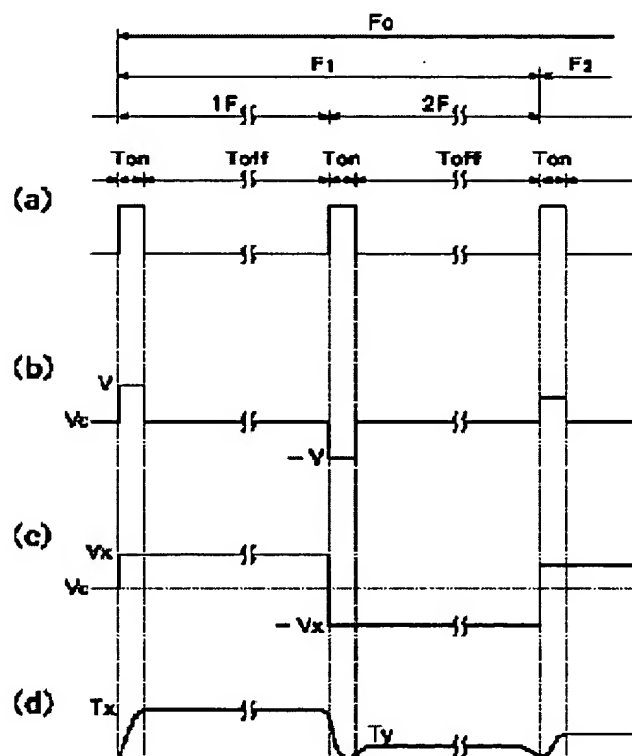 Fo
F1 F2
1F 2F
Ton Toff Ton Toff Ton
(a)
(b)
V
Vc
− V
(c)
Vx
Vc
− Vx
(d)
Tx
Ty